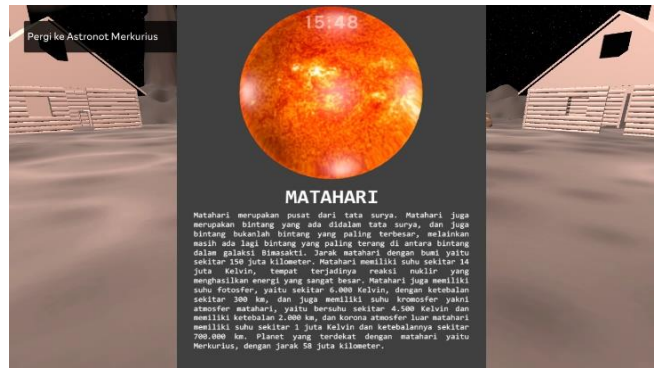 15:48
Pergi ke Astronot Merkurius
MATAHARI
Matahari merupakan pusat dari tata surya. Matahari juga
merupakan bintang yang ada didalam tata surya, dan juga
bintang bukanlah bintang yang paling terbesar, melainkan
masih ada lagi bintang yang paling terang di antara bintang
dalam galaksi Bimasakti. Jarak matahari dengan bumi yaitu
sekitar 150 juta kilometer. Matahari memiliki suhu sekitar 14
juta Kelvin, tempat terjadinya reaksi nuklir yang
menghasilkan energi yang sangat besar. Matahari juga memiliki
suhu fotosfer, yaitu sekitar 6.000 Kelvin, dengan ketebalan
sekitar 300 km, dan juga memiliki suhu kromosfer yakni
atmosfer matahari, yaitu bersuhu sekitar 4.500 Kelvin dan
memiliki ketebalan 2.000 km, dan korona atmosfer luar matahari
memiliki suhu sekitar 1 juta Kelvin dan ketebalannya sekitar
700.000 km. Planet yang terdekat dengan matahari yaitu
Merkurius, dengan jarak 58 juta kilometer.